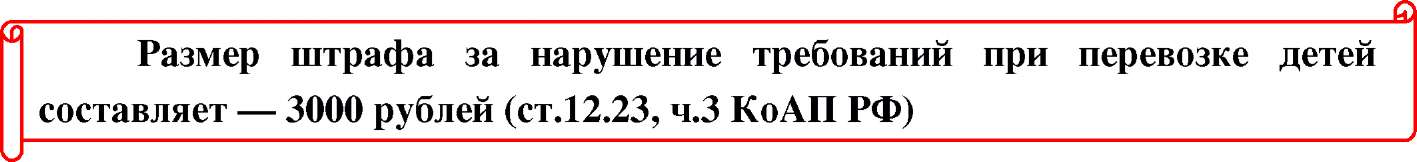 Размер штрафа за нарушение требований при перевозке детей
составляет — 3000 рублей (ст.12.23, ч.3 КоАП РФ)